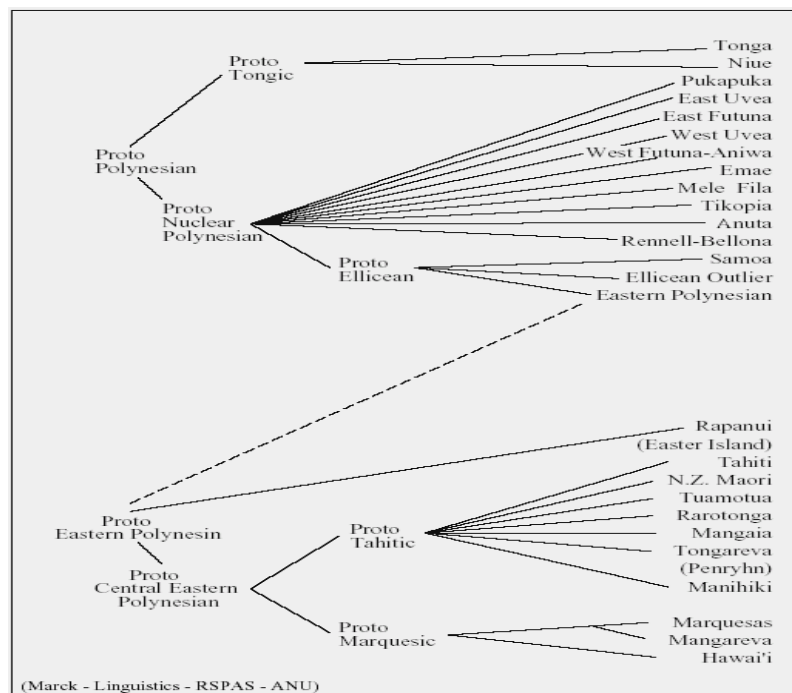 Proto
Tongic
Tonga
Niue
Pukapuka
East Uvea
East Futuna
West Uvea
West Futuna-Aniwa
Emae
Mele Fila
Tikopia
Anuta
Rennell-Bellona
Proto
Polynesian
Proto
Nuclear
Polynesian
Proto
Ellicean
Samoa
Ellicean Outlier
Eastern Polynesian
Rapanui
(Easter Island)
Tahiti
N.Z. Maori
Tuamotua
Rarotonga
Mangaia
Tongareva
(Penryhn)
Manihiki
Proto
Eastern Polynesin
Proto
Tahitic
Proto
Central Eastern
Polynesian
Proto
Marquesic
Marquesas
Mangareva
Hawai'i
(Marck - Linguistics - RSPAS - ANU)